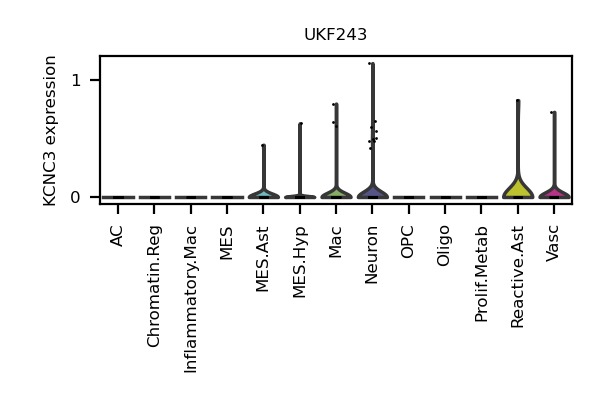 UKF243
KCNC3 expression
1
0
AC
Chromatin.Reg
Inflammatory.Mac
MES
MES.Ast
MES.Hyp
Mac
Neuron
OPC
Oligo
Prolif.Metab
Reactive.Ast
Vasc